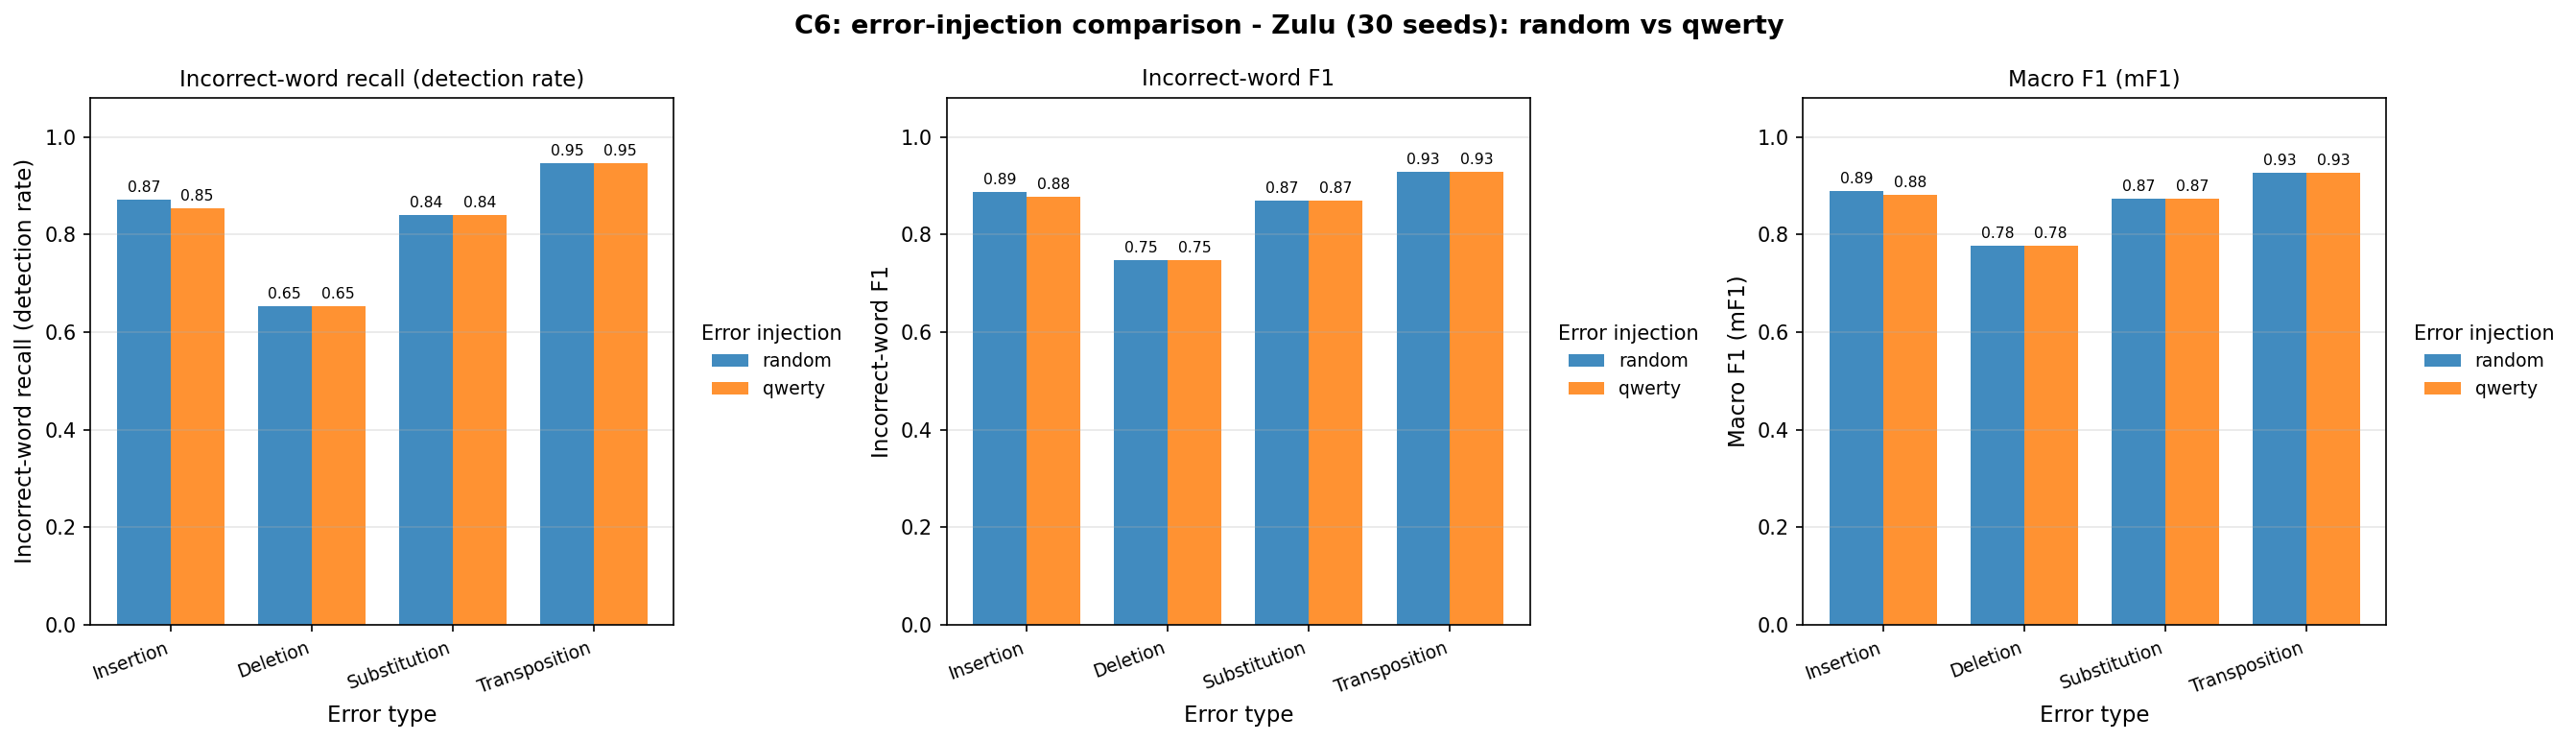 C6: error-injection comparison - Zulu (30 seeds): random vs qwerty
Incorrect-word recall (detection rate)
Incorrect-word recall (detection rate)
1.0
0.8
0.6
0.4
0.2
0.0
0.87
0.85
0.65
0.65
0.84
0.84
0.95
0.95
Insertion
Deletion
Substitution
Transposition
Error type
Error injection
random
qwerty
Incorrect-word F1
Incorrect-word F1
1.0
0.8
0.6
0.4
0.2
0.0
0.89
0.88
0.75
0.75
0.87
0.87
0.93
0.93
Insertion
Deletion
Substitution
Transposition
Error type
Error injection
random
qwerty
Macro F1 (mF1)
Macro F1 (mF1)
1.0
0.8
0.6
0.4
0.2
0.0
0.89
0.88
0.78
0.78
0.87
0.87
0.93
0.93
Insertion
Deletion
Substitution
Transposition
Error type
Error injection
random
qwerty